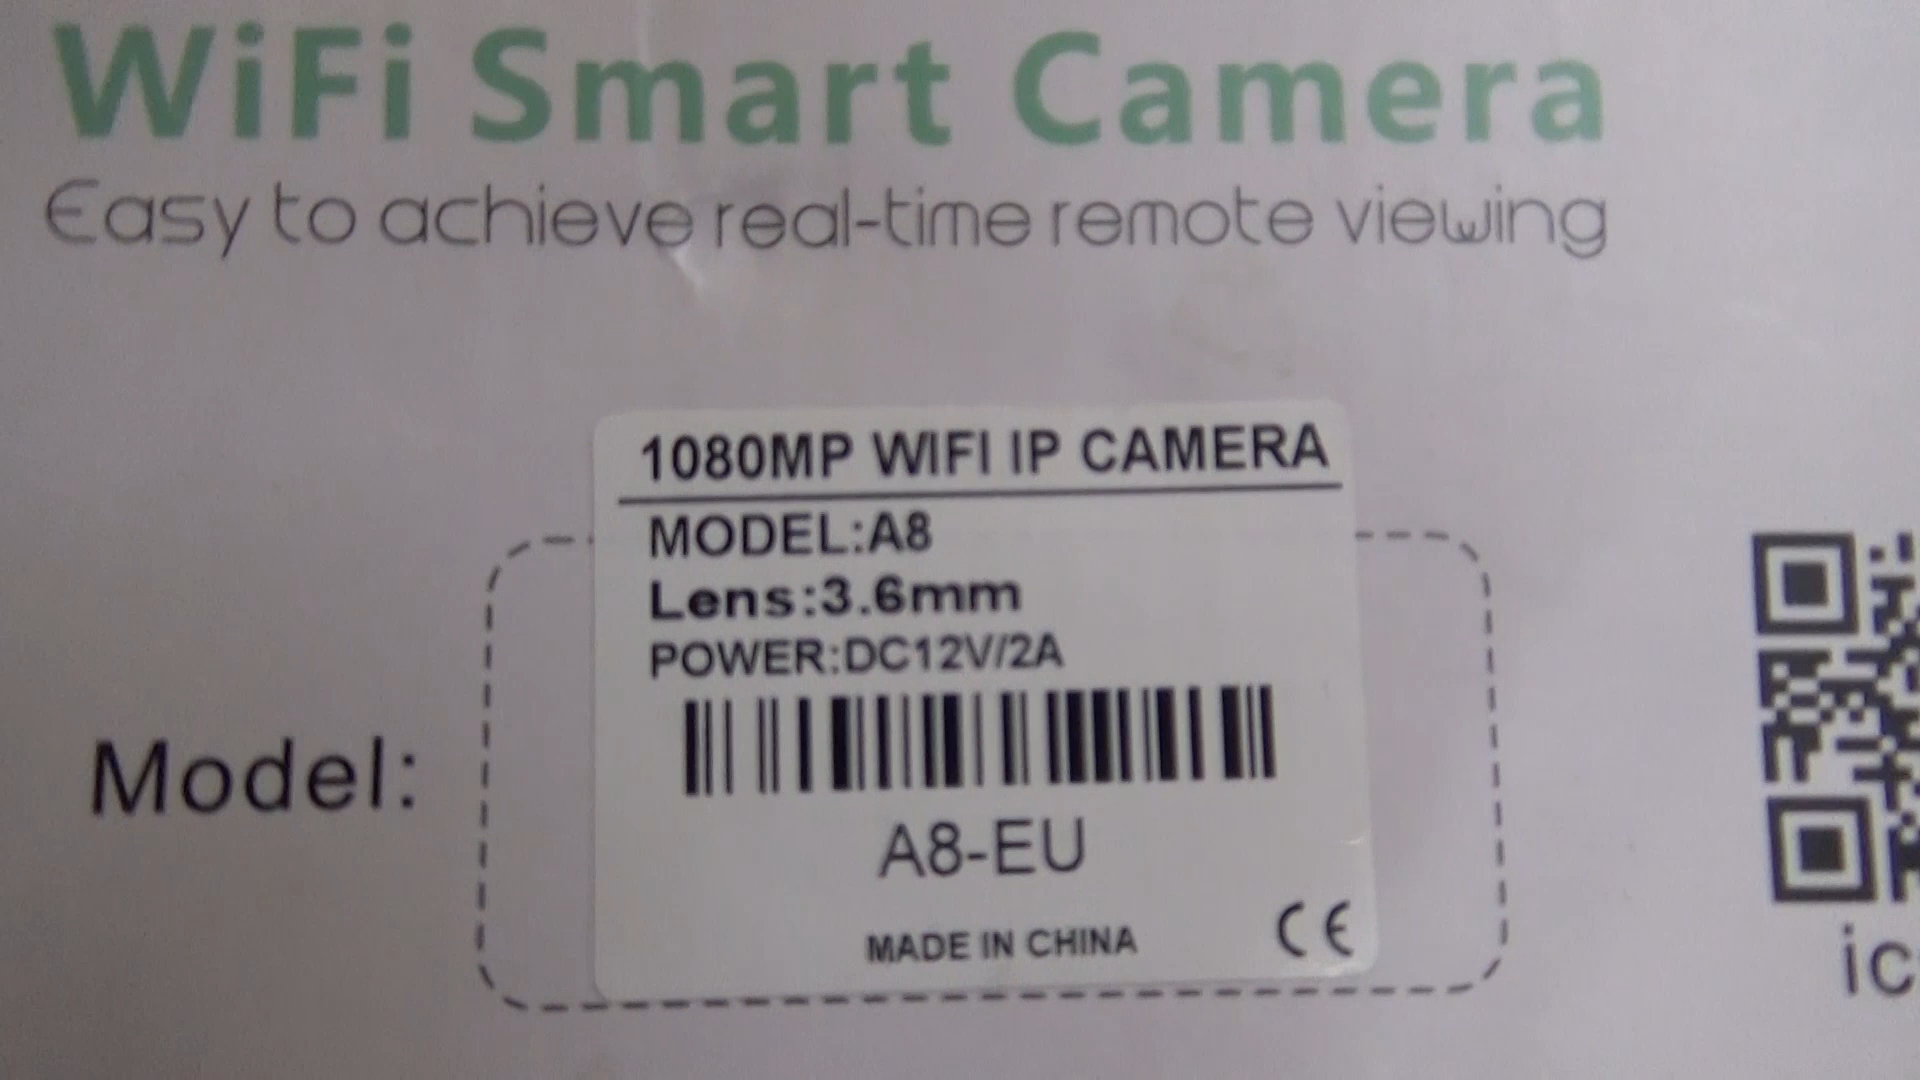 WiFi Smart Camera
Easy to achieve real-time remote viewing
1080MP WIFI IP CAMERA
MODEL:A8
Lens:3.6mm
POWER:DC12V/2A
Model:
A8-EU
MADE IN CHINA
CE
ic